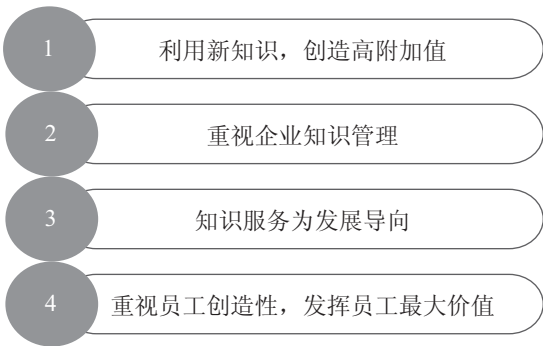 1 利用新知识，创造高附加值
2 重视企业知识管理
3 知识服务为发展导向
4 重视员工创造性，发挥员工最大价值